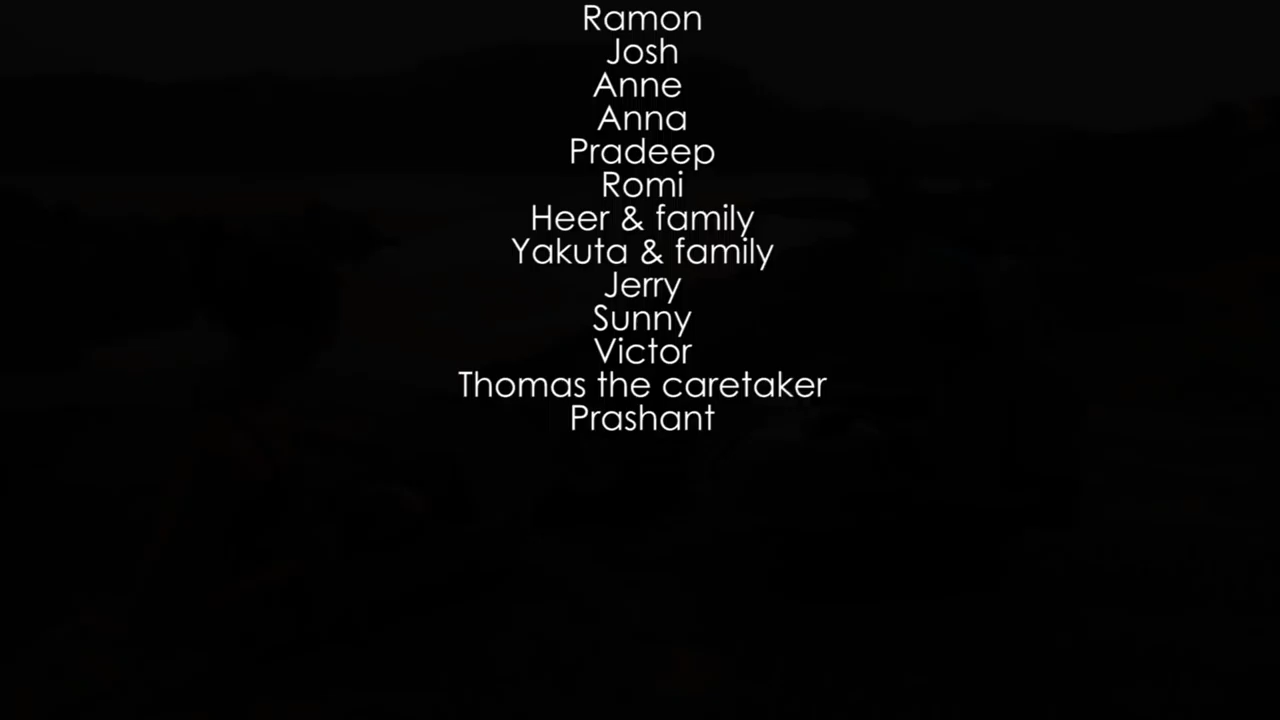 Ramon
Josh
Anne
Anna
Pradeep
Romi
Heer & family
Yakuta & family
Jerry
Sunny
Victor
Thomas the caretaker
Prashant